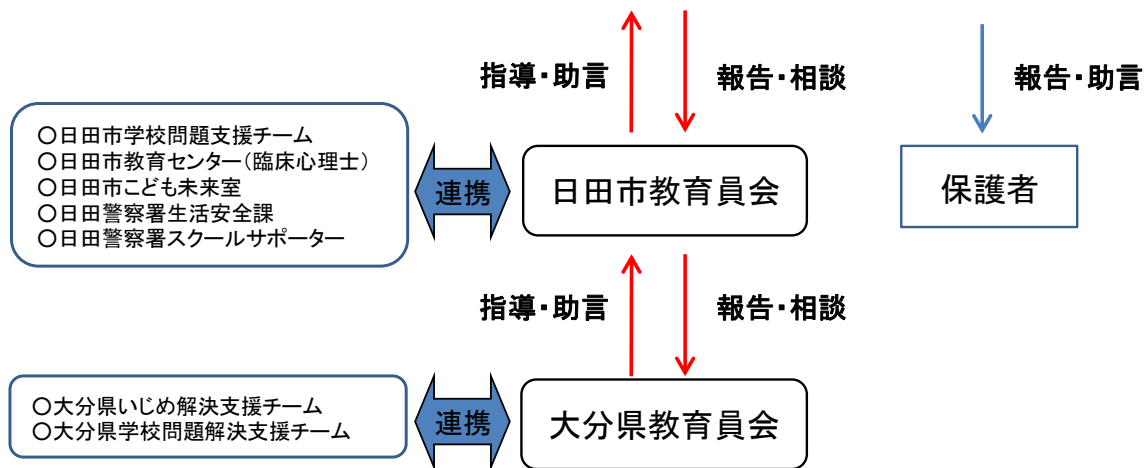 指導・助言
報告・相談
報告・助言
○日田市学校問題支援チーム
○日田市教育センター(臨床心理士)
○日田市こども未来室
○日田警察署生活安全課
○日田警察署スクールサポーター
連携
日田市教育員会
保護者
指導・助言
報告・相談
○大分県いじめ解決支援チーム
○大分県学校問題解決支援チーム
連携
大分県教育員会